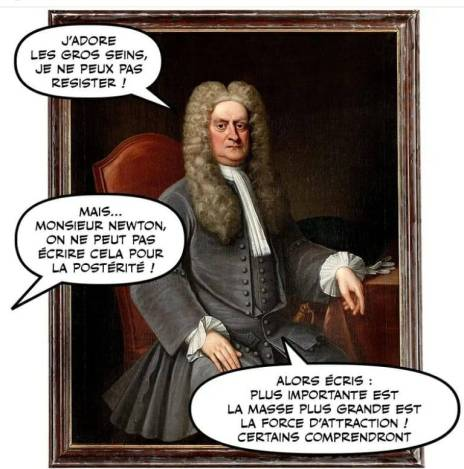 J'ADORE
LES GROS SEINS,
JE NE PEUX PAS
RESISTER !
MAIS...
MONSIEUR NEWTON,
ON NE PEUT PAS
ÉCRIRE CELA POUR
LA POSTÉRITÉ !
ALORS ÉCRIS :
PLUS IMPORTANTE EST
LA MASSE PLUS GRANDE EST
LA FORCE D'ATTRACTION !
CERTAINS COMPRENDRONT